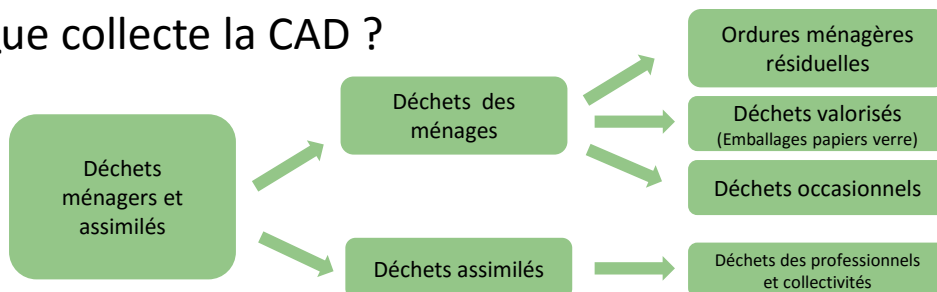 ue collecte la CAD ?
Ordures ménagères
résiduelles
Déchets des
ménages
Déchets valorisés
(Emballages papiers verre)
Déchets
ménagers et
assimilés
Déchets occasionnels
Déchets assimilés
Déchets des professionnels
et collectivités